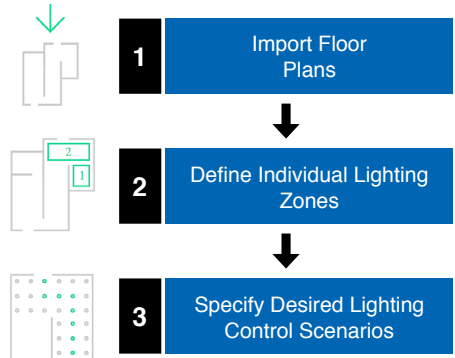 1
Import Floor
Plans
2
1
2
Define Individual Lighting
Zones
3
Specify Desired Lighting
Control Scenarios